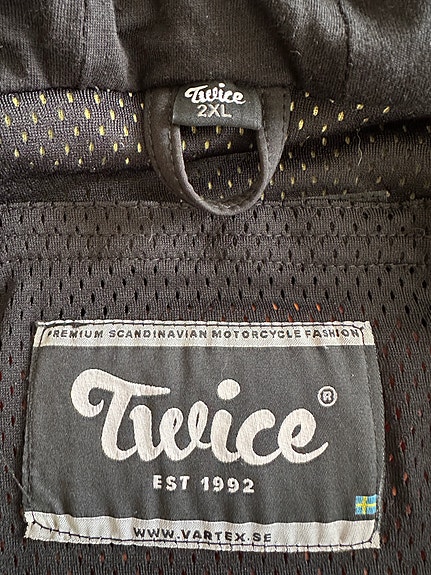 Twice
2XL
PREMIUM SCANDINAVIAN MOTORCYCLE FASHION
Twice ®
EST 1992
WWW.VARTEX.SE